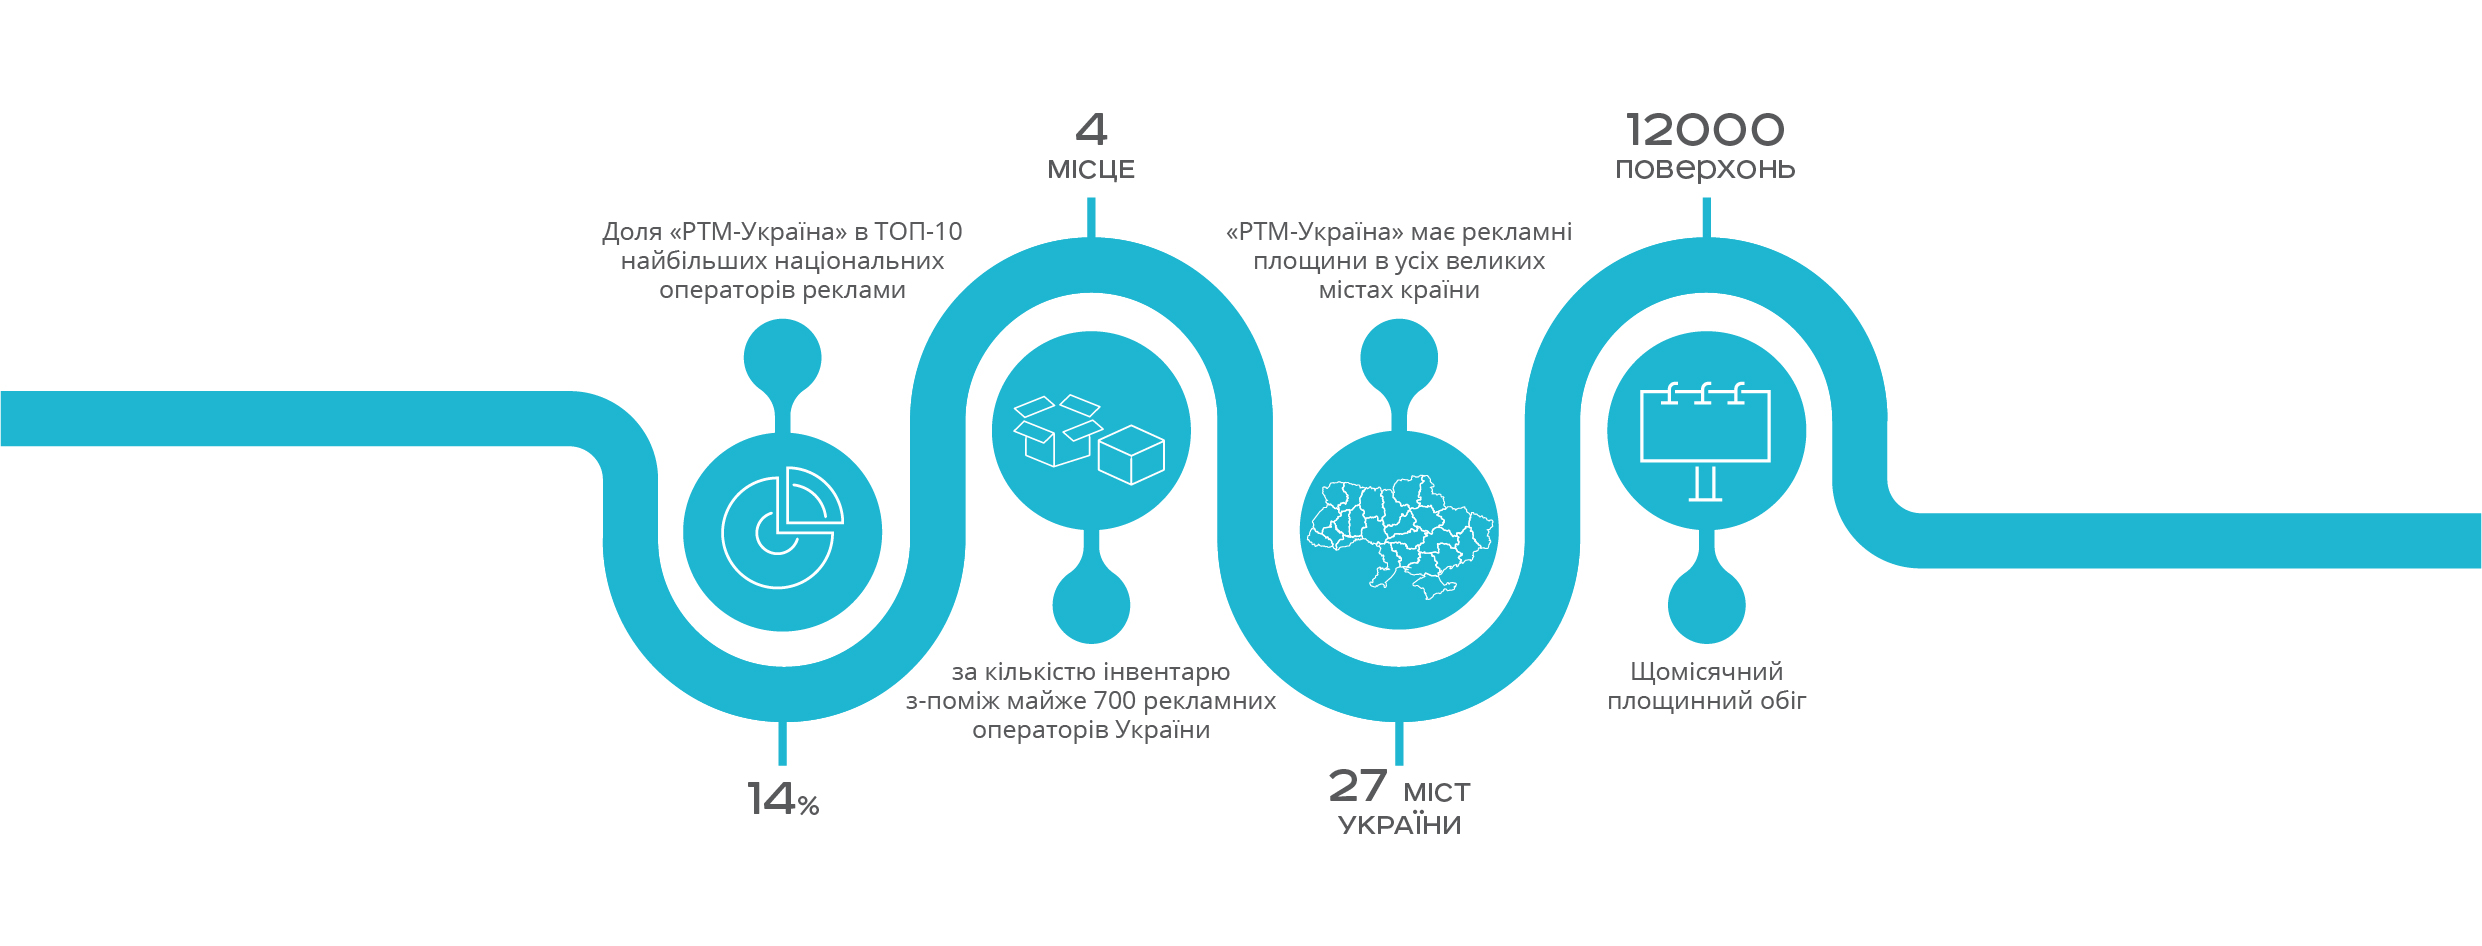 Доля «РТМ-Україна» в ТОП-10
найбільших національних
операторів реклами
14%
4
МІСЦЕ
за кількістю інвентарю
з-поміж майже 700 рекламних
операторів України
«РТМ-Україна» має рекламні
площини в усіх великих
містах країни
27 МІСТ
УКРАЇНИ
12000
поверхонь
Щомісячний
площинний обіг